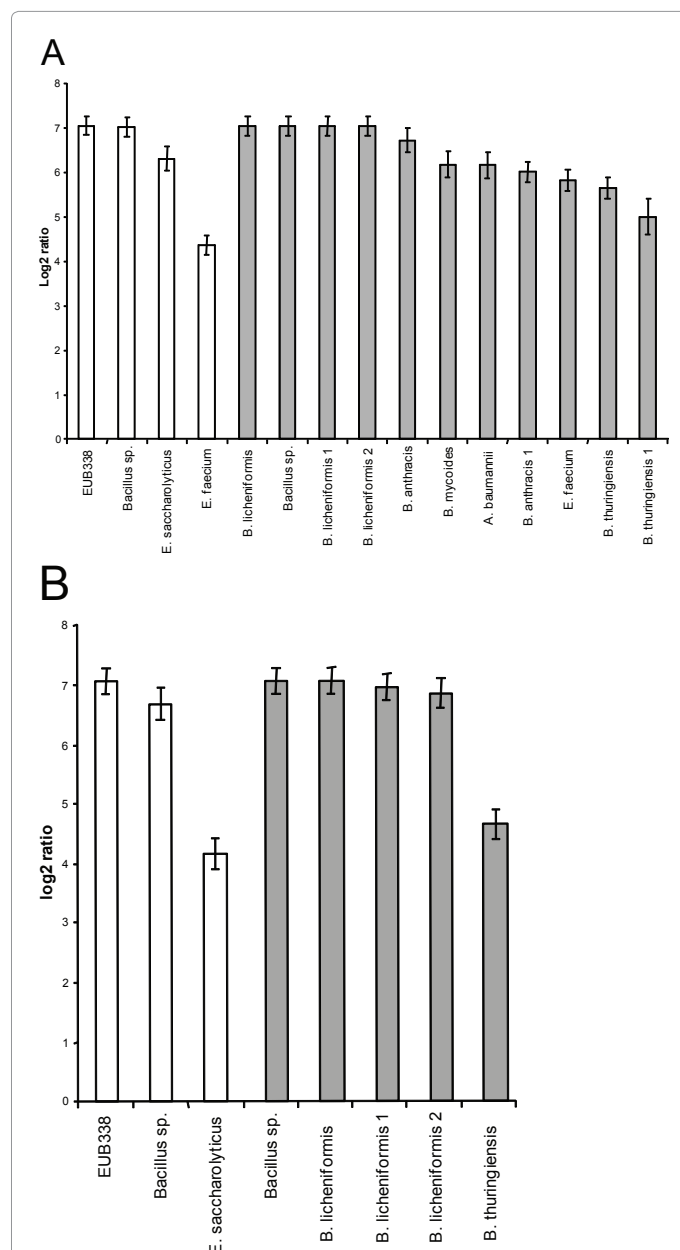 A
8
7
6
5
4
3
2
1
0
Log2 ratio
EUB338
Bacillus sp.
E. saccharolyticus
E. faecium
B. licheniformis
Bacillus sp.
B. licheniformis 1
B. licheniformis 2
B. anthracis
B. mycoides
A. baumannii
B. anthracis 1
E. faecium
B. thuringiensis
B. thuringiensis 1
B
8
7
6
5
4
3
2
1
0
log2 ratio
EUB338
Bacillus sp.
E. saccharolyticus
Bacillus sp.
B. licheniformis
B. licheniformis 1
B. licheniformis 2
B. thuringiensis